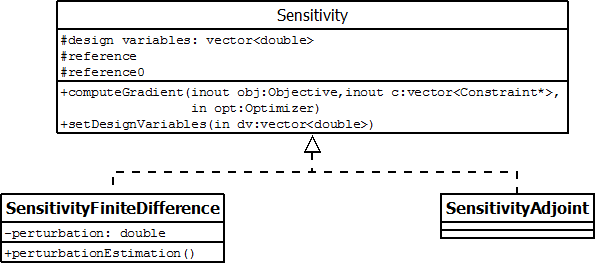 Sensitivity
#design variables: vector<double>
#reference
#reference0
+computeGradient(inout obj:Objective,inout c:vector<Constraint*>,
in opt:Optimizer)
+setDesignVariables(in dv:vector<double>)
SensitivityFiniteDifference
-perturbation: double
+perturbationEstimation()
SensitivityAdjoint